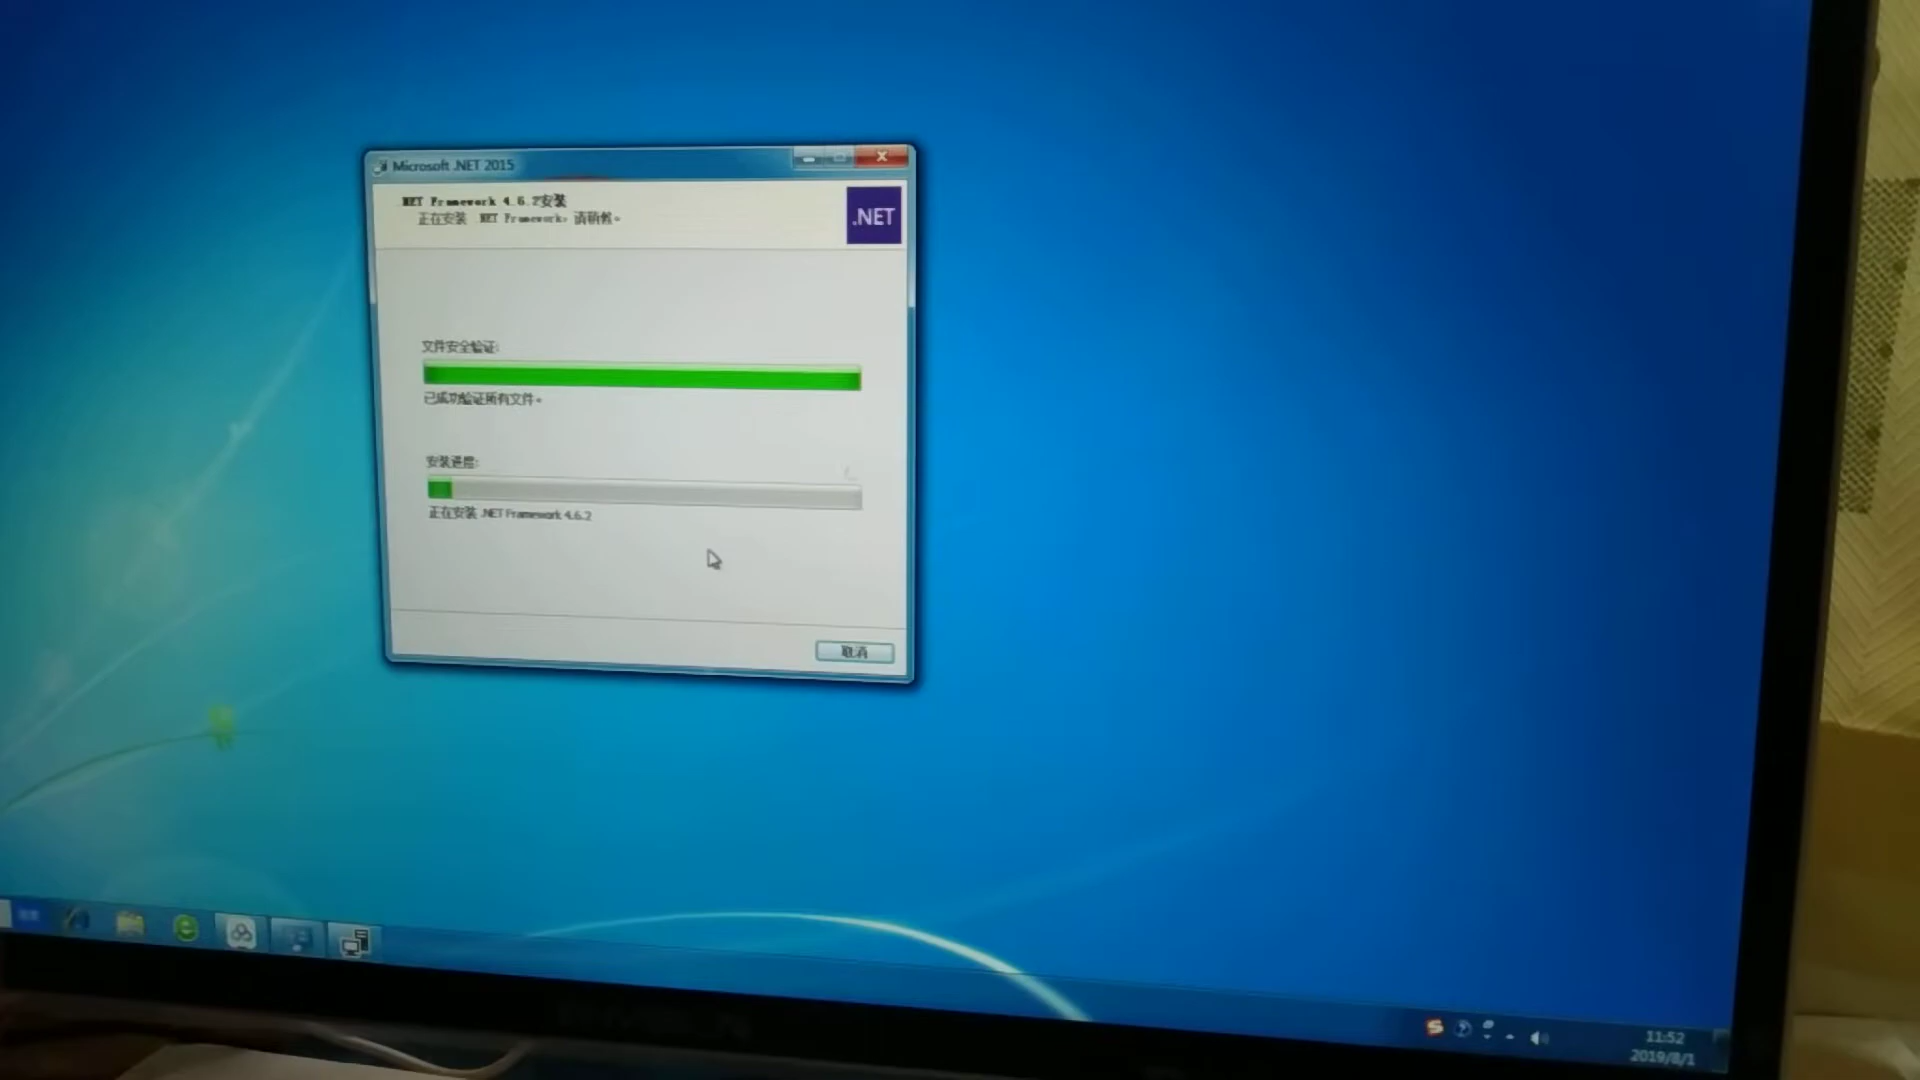 Microsoft .NET 2015
.NET Framework 4.6.2安装
正在安装 .NET Framework，请稍候。
.NET
文件安全验证:
已成功验证所有文件。
安装进度:
正在安装 .NET Framework 4.6.2
取消
11:52
2019/8/1